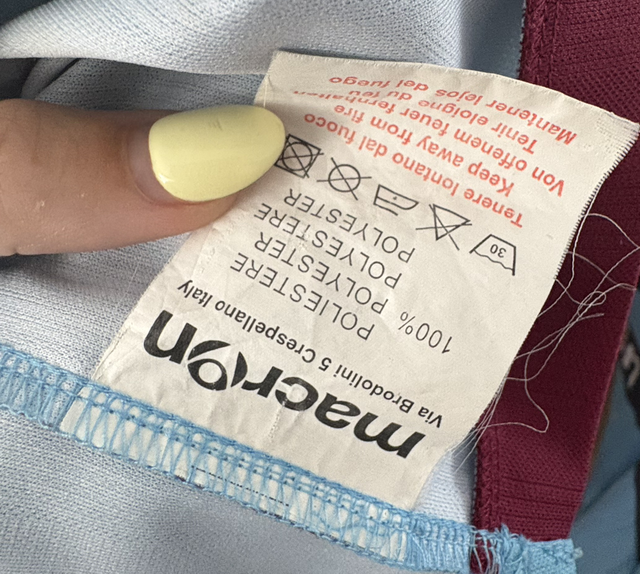 macron
Via Brodolini 5 Crespellano Italy
100% POLIESTERE
POLYESTER
POLYESTERE
POLYESTER
30
Tenere lontano dal fuoco
Keep away from fire
Von offenem feuer fernhalten
Tenir eloigne du feu
Mantener lejos del fuego